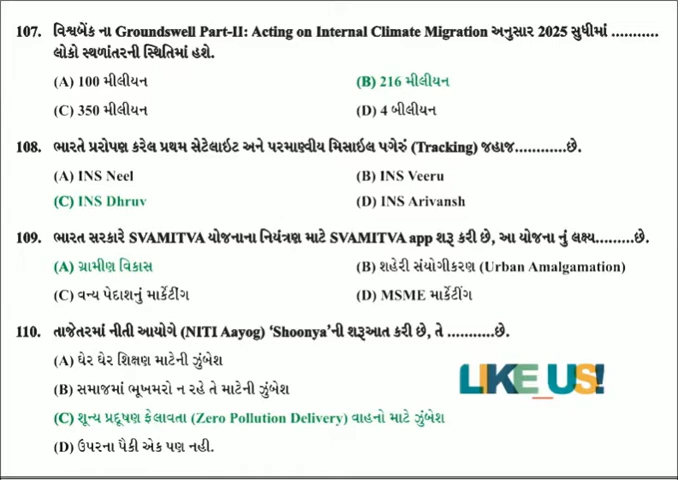 107. વિશ્વબેંક ના Groundswell Part-II: Acting on Internal Climate Migration અનુસાર 2025 સુધીમાં ...........
લોકો સ્થળાંતરની સ્થિતિમાં હશે.
(A) 100 મીલીયન (B) 216 મીલીયન
(C) 350 મીલીયન (D) 4 બીલીયન
108. ભારતે પ્રરોપણ કરેલ પ્રથમ સેટેલાઇટ અને પરમાણ્વીય મિસાઇલ પગેરું (Tracking) જહાજ............છે.
(A) INS Neel (B) INS Veeru
(C) INS Dhruv (D) INS Arivansh
109. ભારત સરકારે SVAMITVA યોજનાના નિયંત્રણ માટે SVAMITVA app શરૂ કરી છે, આ યોજના નું લક્ષ્ય.........છે.
(A) ગ્રામીણ વિકાસ (B) શહેરી સંયોગીકરણ (Urban Amalgamation)
(C) વન્ય પેદાશનું માર્કેટીંગ (D) MSME માર્કેટીંગ
110. તાજેતરમાં નીતી આયોગે (NITI Aayog) ‘Shoonya’ની શરૂઆત કરી છે, તે ...........છે.
(A) ઘેર ઘેર શિક્ષણ માટેની ઝુંબેશ
(B) સમાજમાં ભૂખમરો ન રહે તે માટેની ઝુંબેશ
LIKE_US!
(C) શૂન્ય પ્રદૂષણ ફેલાવતા (Zero Pollution Delivery) વાહનો માટે ઝુંબેશ
(D) ઉપરના પૈકી એક પણ નહી.